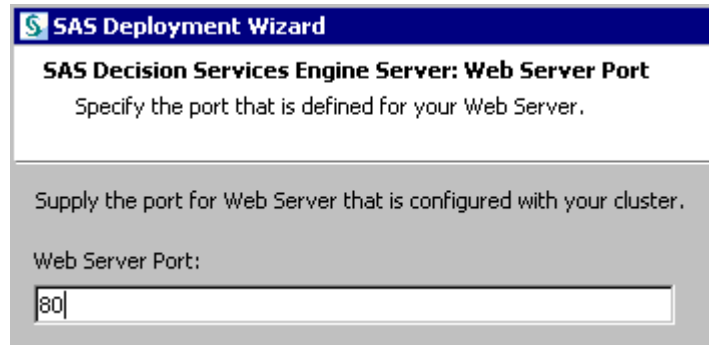 SAS Deployment Wizard
SAS Decision Services Engine Server: Web Server Port
Specify the port that is defined for your Web Server.
Supply the port for Web Server that is configured with your cluster.
Web Server Port:
80